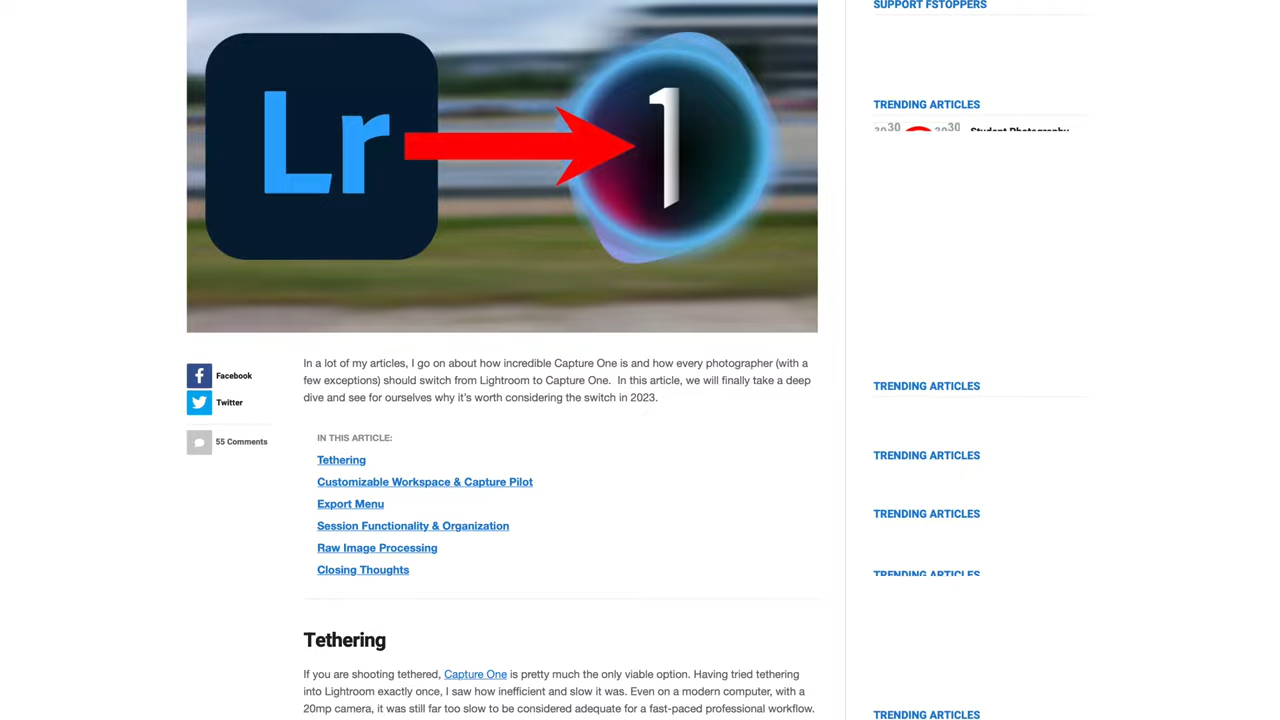 SUPPORT FSTOPPERS
Lr
1
TRENDING ARTICLES
30 30
Student Photography
In a lot of my articles, I go on about how incredible Capture One is and how every photographer (with a
few exceptions) should switch from Lightroom to Capture One.  In this article, we will finally take a deep
dive and see for ourselves why it’s worth considering the switch in 2023.
Facebook
Twitter
55 Comments
IN THIS ARTICLE:
Tethering
Customizable Workspace & Capture Pilot
Export Menu
Session Functionality & Organization
Raw Image Processing
Closing Thoughts
TRENDING ARTICLES
TRENDING ARTICLES
TRENDING ARTICLES
TRENDING ARTICLES
Tethering
If you are shooting tethered, Capture One is pretty much the only viable option. Having tried tethering
into Lightroom exactly once, I saw how inefficient and slow it was. Even on a modern computer, with a
20mp camera, it was still far too slow to be considered adequate for a fast-paced professional workflow.
TRENDING ARTICLES